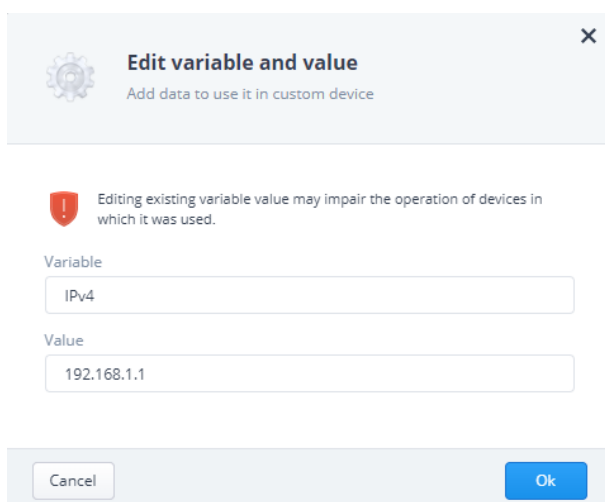 Edit variable and value
Add data to use it in custom device
Editing existing variable value may impair the operation of devices in
which it was used.
Variable
IPv4
Value
192.168.1.1
Cancel
Ok